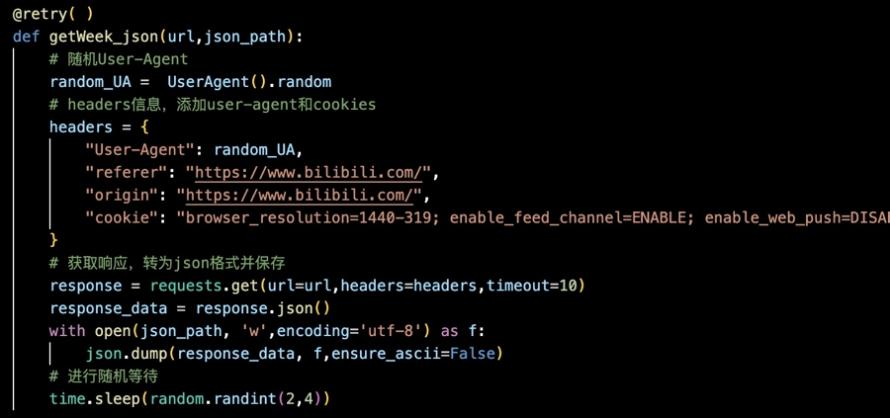 @retry( )
def getWeek_json(url,json_path):
# 随机User-Agent
random_UA =  UserAgent().random
# headers信息，添加user-agent和cookies
headers = {
"User-Agent": random_UA,
"referer": "https://www.bilibili.com/",
"origin": "https://www.bilibili.com/",
"cookie": "browser_resolution=1440-319; enable_feed_channel=ENABLE; enable_web_push=DISA
}
# 获取响应，转为json格式并保存
response = requests.get(url=url,headers=headers,timeout=10)
response_data = response.json()
with open(json_path, 'w',encoding='utf-8') as f:
json.dump(response_data, f,ensure_ascii=False)
# 进行随机等待
time.sleep(random.randint(2,4))